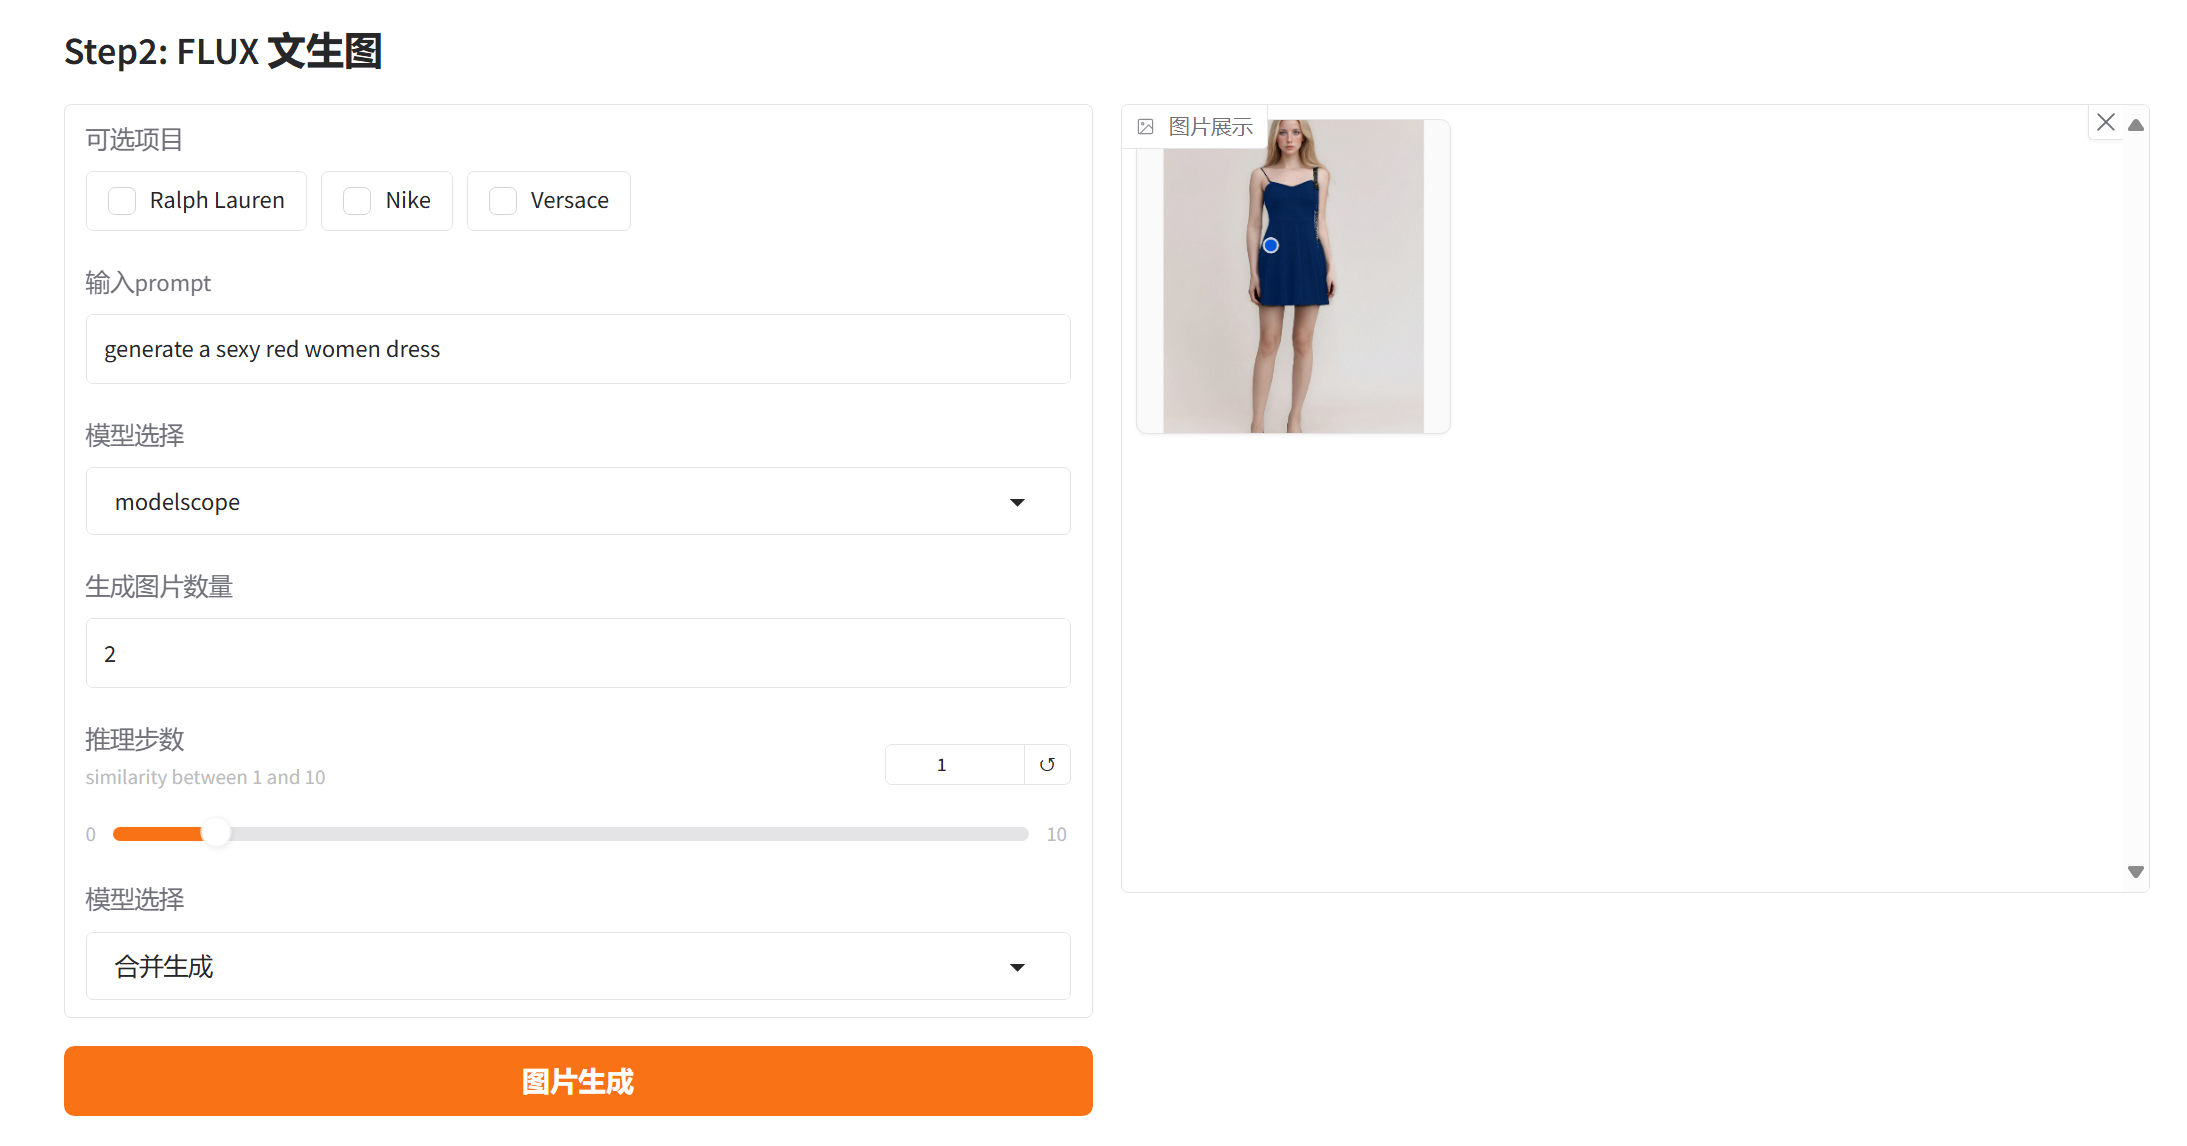 Step2: FLUX 文生图
可选项目
Ralph Lauren
Nike
Versace
输入prompt
generate a sexy red women dress
模型选择
modelscope
生成图片数量
2
推理步数
similarity between 1 and 10
1
0
10
模型选择
合并生成
图片生成
图片展示